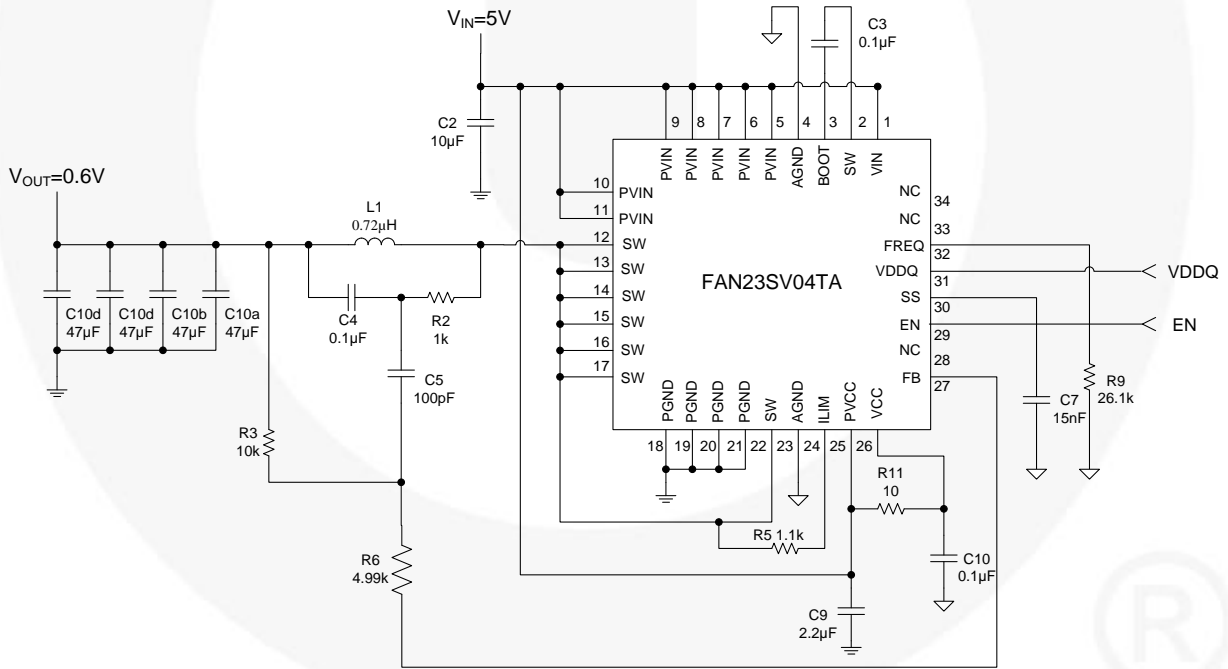 V_IN=5V
C3
0.1µF
C2
10µF
9 8 7 6 5 4 3 2 1
PVIN PVIN PVIN PVIN PVIN AGND BOOT SW VIN
V_OUT=0.6V
L1
0.72µH
10 PVIN
11 PVIN
12 SW
13 SW
14 SW
15 SW
16 SW
17 SW
FAN23SV04TA
NC
34
NC
33
FREQ
32
VDDQ
31
SS
30
EN
29
NC
28
FB
27
VDDQ
EN
C10d
47µF
C10d
47µF
C10b
47µF
C10a
47µF
C4
0.1µF
R2
1k
C5
100pF
R3
10k
R9
26.1k
C7
15nF
PGND PGND PGND PGND SW AGND ILIM PVCC VCC
18 19 20 21 22 23 24 25 26
R11
10
R5 1.1k
R6
4.99k
C10
0.1µF
C9
2.2µF
R